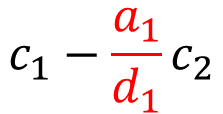 c₁ − a₁/d₁ c₂